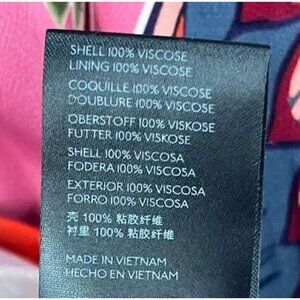 SHELL 100% VISCOSE
LINING 100% VISCOSE
COQUILLE 100% VISCOSE
DOUBLURE 100% VISCOSE
OBERSTOFF 100% VISKOSE
FUTTER 100% VISKOSE
SHELL 100% VISCOSA
FODERA 100% VISCOSA
EXTERIOR 100% VISCOSA
FORRO 100% VISCOSA
壳 100% 粘胶纤维
衬里 100% 粘胶纤维
MADE IN VIETNAM
HECHO EN VIETNAM